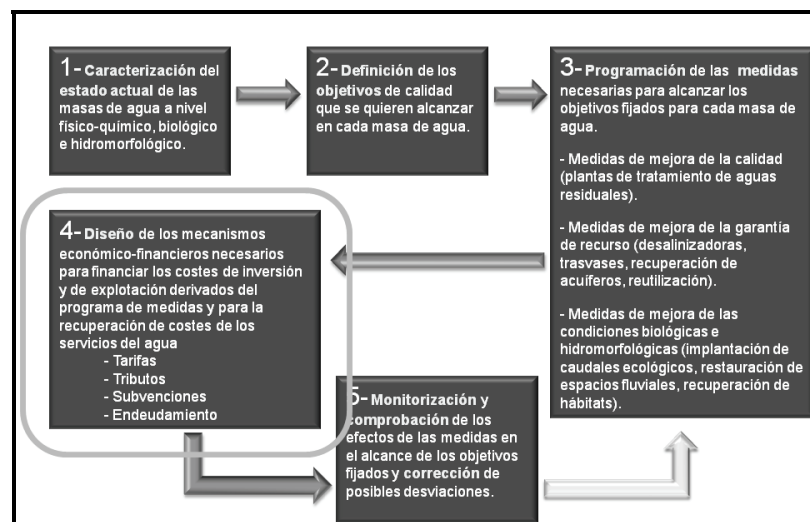 1- Caracterización del
estado actual de las
masas de agua a nivel
físico-químico, biológico
e hidromorfológico.
2- Definición de los
objetivos de calidad
que se quieren alcanzar
en cada masa de agua.
3- Programación de las medidas
necesarias para alcanzar los
objetivos fijados para cada masa de
agua.
- Medidas de mejora de la calidad
(plantas de tratamiento de aguas
residuales).
- Medidas de mejora de la garantía
de recurso (desalinizadoras,
trasvases, recuperación de
acuíferos, reutilización).
- Medidas de mejora de las
condiciones biológicas e
hidromorfológicas (implantación de
caudales ecológicos, restauración de
espacios fluviales, recuperación de
hábitats).
4- Diseño de los mecanismos
económico-financieros necesarios
para financiar los costes de inversión
y de explotación derivados del
programa de medidas y para la
recuperación de costes de los
servicios del agua
- Tarifas
- Tributos
- Subvenciones
- Endeudamiento
5- Monitorización y
comprobación de los
efectos de las medidas en
el alcance de los objetivos
fijados y corrección de
posibles desviaciones.